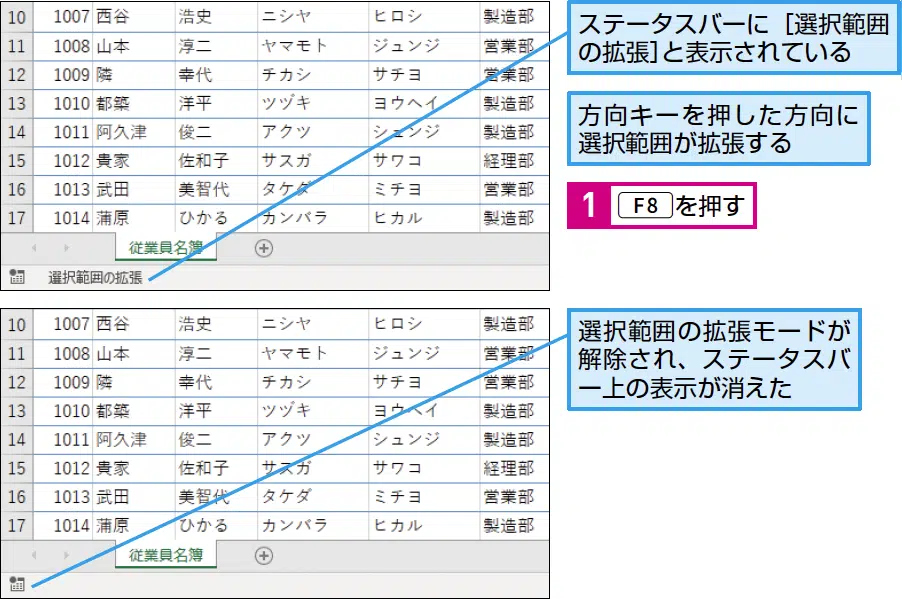 10 1007 西谷 浩史 ニシヤ ヒロシ 製造部
11 1008 山本 淳二 ヤマモト ジュンジ 営業部
12 1009 隣 幸代 チカシ サチヨ 営業部
13 1010 都築 洋平 ツヅキ ヨウヘイ 製造部
14 1011 阿久津 俊二 アクツ シュンジ 製造部
15 1012 貴家 佐和子 サスガ サワコ 経理部
16 1013 武田 美智代 タケダ ミチヨ 営業部
17 1014 蒲原 ひかる カンバラ ヒカル 製造部
従業員名簿
選択範囲の拡張
ステータスバーに［選択範囲
の拡張］と表示されている
方向キーを押した方向に
選択範囲が拡張する
1 F8 を押す
10 1007 西谷 浩史 ニシヤ ヒロシ 製造部
11 1008 山本 淳二 ヤマモト ジュンジ 営業部
12 1009 隣 幸代 チカシ サチヨ 営業部
13 1010 都築 洋平 ツヅキ ヨウヘイ 製造部
14 1011 阿久津 俊二 アクツ シュンジ 製造部
15 1012 貴家 佐和子 サスガ サワコ 経理部
16 1013 武田 美智代 タケダ ミチヨ 営業部
17 1014 蒲原 ひかる カンバラ ヒカル 製造部
従業員名簿
選択範囲の拡張モードが
解除され、ステータスバ
ー上の表示が消えた